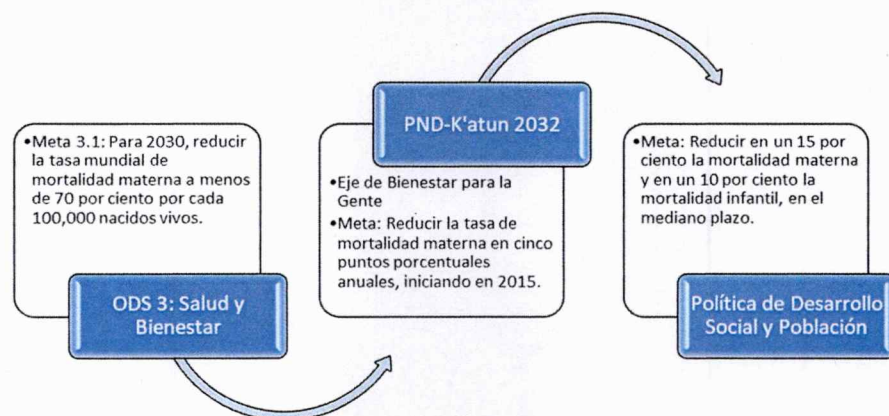 •Meta 3.1: Para 2030, reducir
la tasa mundial de
mortalidad materna a menos
de 70 por ciento por cada
100,000 nacidos vivos.
ODS 3: Salud y
Bienestar
PND-K'atun 2032
•Eje de Bienestar para la
Gente
•Meta: Reducir la tasa de
mortalidad materna en cinco
puntos porcentuales
anuales, iniciando en 2015.
•Meta: Reducir en un 15 por
ciento la mortalidad materna
y en un 10 por ciento la
mortalidad infantil, en el
mediano plazo.
Política de Desarrollo
Social y Población